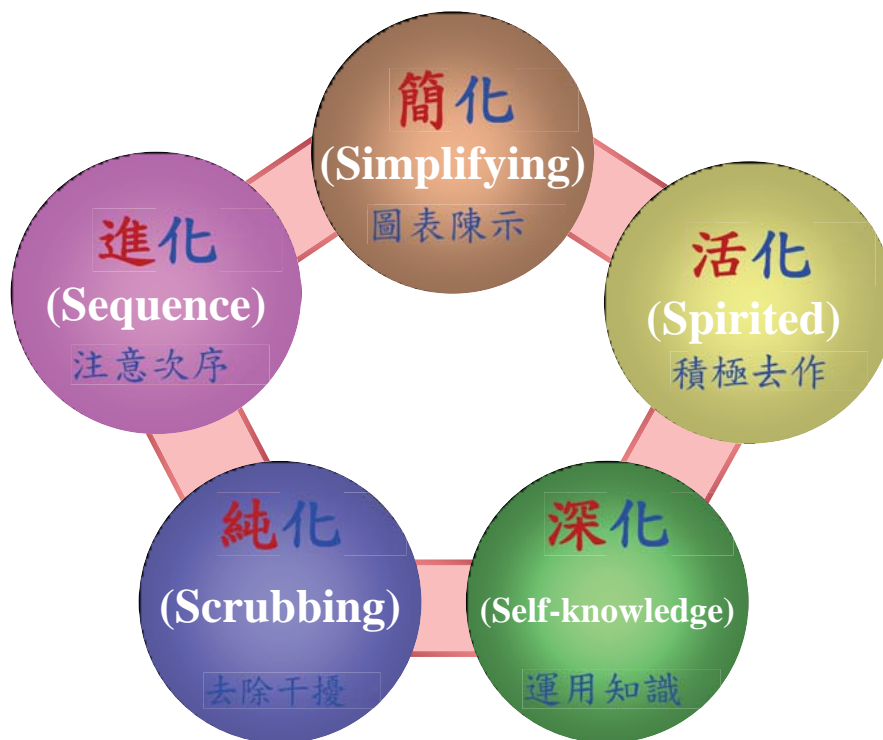 簡化
(Simplifying)
圖表陳示
進化
(Sequence)
注意次序
活化
(Spirited)
積極去作
純化
(Scrubbing)
去除干擾
深化
(Self-knowledge)
運用知識